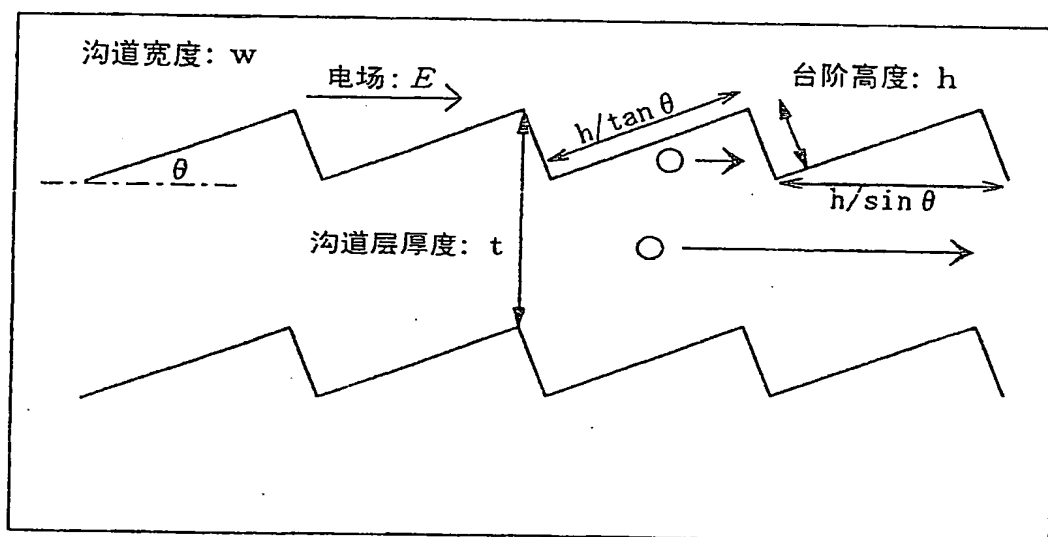 沟道宽度: w
电场: E
台阶高度: h
h/tan θ
θ
h/sin θ
沟道层厚度: t